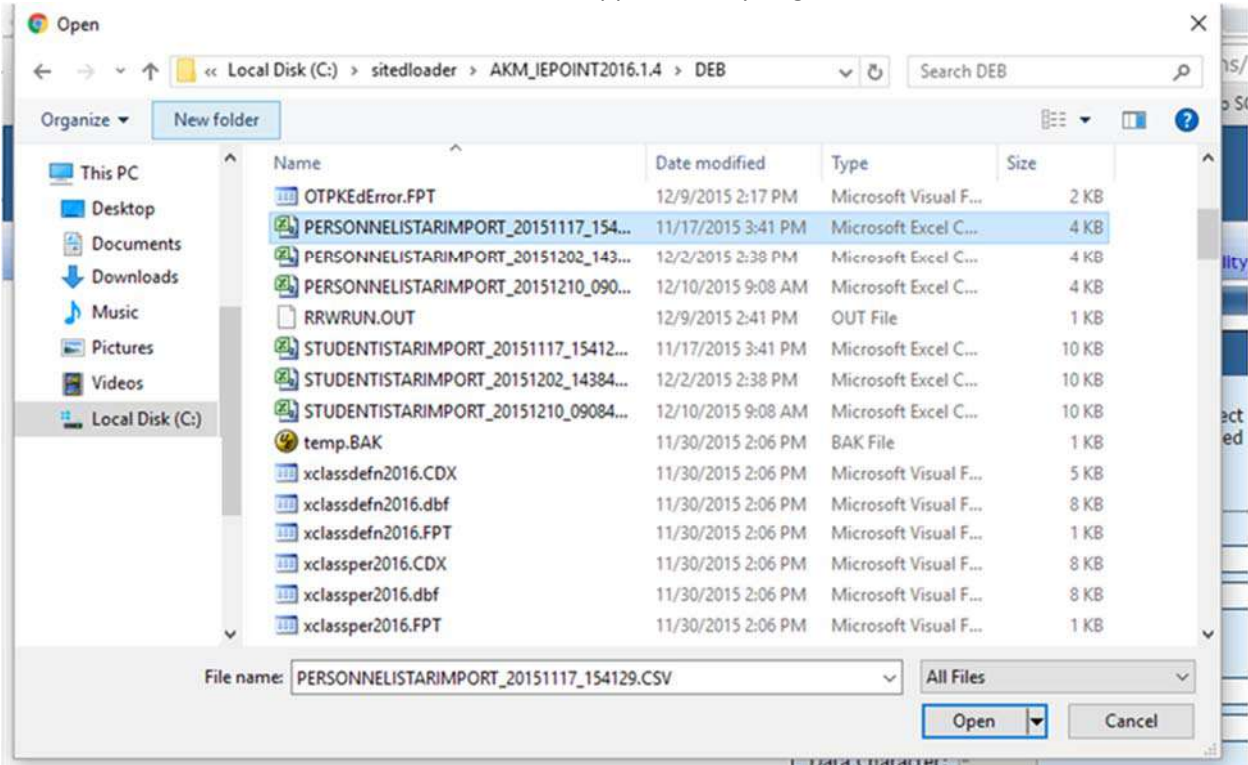 Open
« Local Disk (C:) > sitedloader > AKM_IEPOINT2016.1.4 > DEB Search DEB
Organize New folder
This PC
Desktop
Documents
Downloads
Music
Pictures
Videos
Local Disk (C:)
Name Date modified Type Size
OTPKEdError.FPT 12/9/2015 2:17 PM Microsoft Visual F... 2 KB
PERSONNELISTARIMPORT_20151117_154... 11/17/2015 3:41 PM Microsoft Excel C... 4 KB
PERSONNELISTARIMPORT_20151202_143... 12/2/2015 2:38 PM Microsoft Excel C... 4 KB
PERSONNELISTARIMPORT_20151210_090... 12/10/2015 9:08 AM Microsoft Excel C... 4 KB
RRWRUN.OUT 12/9/2015 2:41 PM OUT File 1 KB
STUDENTISTARIMPORT_20151117_15412... 11/17/2015 3:41 PM Microsoft Excel C... 10 KB
STUDENTISTARIMPORT_20151202_14384... 12/2/2015 2:38 PM Microsoft Excel C... 10 KB
STUDENTISTARIMPORT_20151210_09084... 12/10/2015 9:08 AM Microsoft Excel C... 10 KB
temp.BAK 11/30/2015 2:06 PM BAK File 1 KB
xclassdefn2016.CDX 11/30/2015 2:06 PM Microsoft Visual F... 5 KB
xclassdefn2016.dbf 11/30/2015 2:06 PM Microsoft Visual F... 8 KB
xclassdefn2016.FPT 11/30/2015 2:06 PM Microsoft Visual F... 1 KB
xclassper2016.CDX 11/30/2015 2:06 PM Microsoft Visual F... 8 KB
xclassper2016.dbf 11/30/2015 2:06 PM Microsoft Visual F... 8 KB
xclassper2016.FPT 11/30/2015 2:06 PM Microsoft Visual F... 1 KB
File name: PERSONNELISTARIMPORT_20151117_154129.CSV All Files
Open Cancel